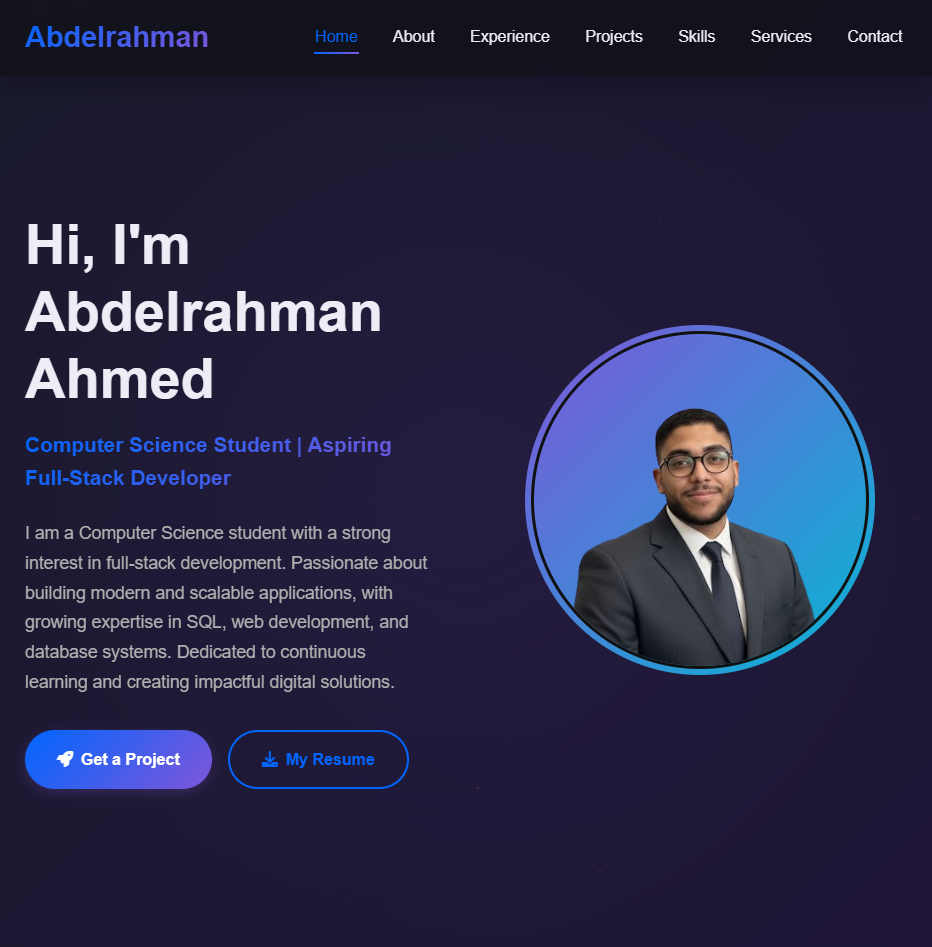 Abdelrahman
Home About Experience Projects Skills Services Contact
Hi, I'm
Abdelrahman
Ahmed
Computer Science Student | Aspiring
Full-Stack Developer
I am a Computer Science student with a strong
interest in full-stack development. Passionate about
building modern and scalable applications, with
growing expertise in SQL, web development, and
database systems. Dedicated to continuous
learning and creating impactful digital solutions.
Get a Project
My Resume